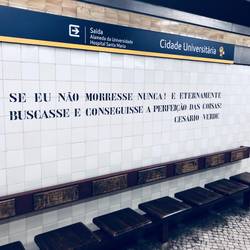 Saída
Alameda da Universidade
Hospital Santa Maria
Cidade Universitária
SE EU NÃO MORRESSE NUNCA! E ETERNAMENTE
BUSCASSE E CONSEGUISSE A PERFEIÇÃO DAS COISAS!
CESÁRIO VERDE